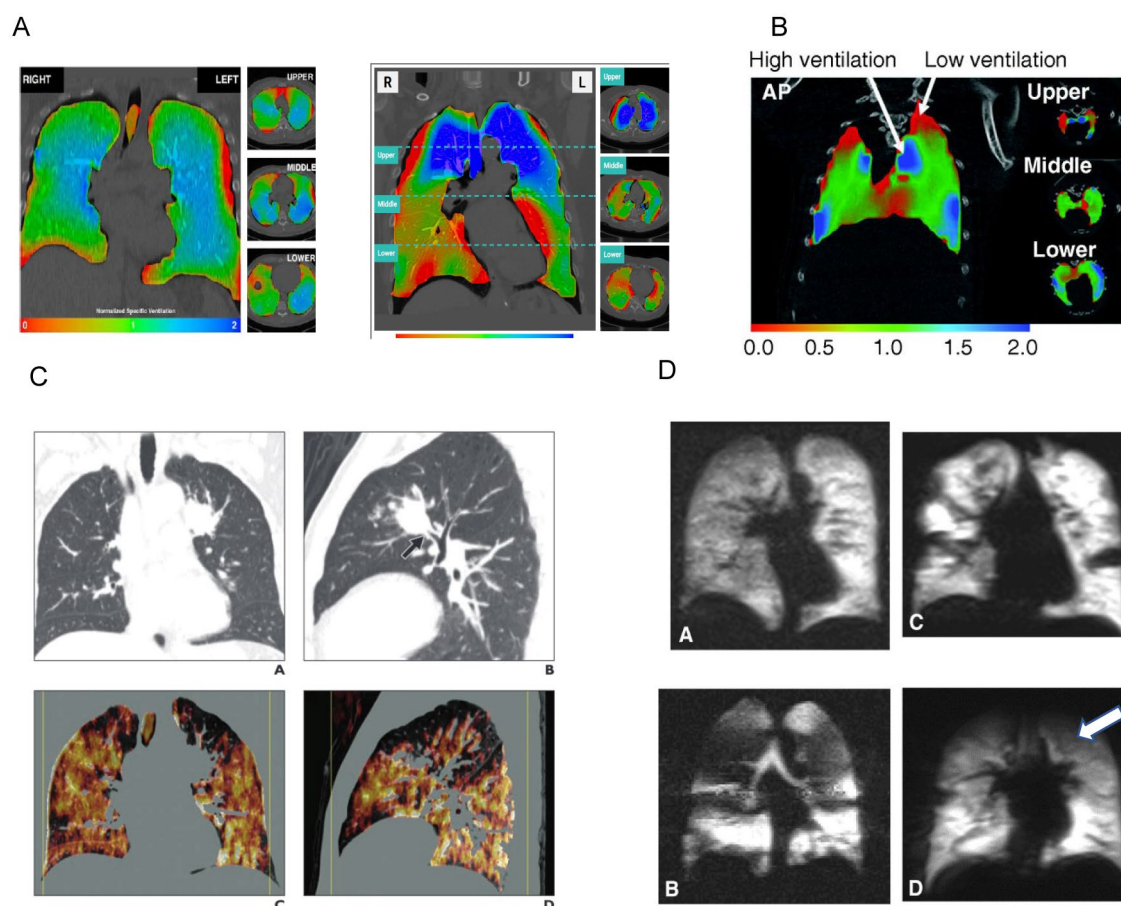 A
B
High ventilation
Low ventilation
RIGHT
LEFT
UPPER
MIDDLE
LOWER
Normalized Specific Ventilation
0
1
2
R
L
Upper
Middle
Lower
Upper
Middle
Lower
AP
Upper
Middle
Lower
0.0 0.5 1.0 1.5 2.0
C
D
A
B
C
D
A
C
B
D